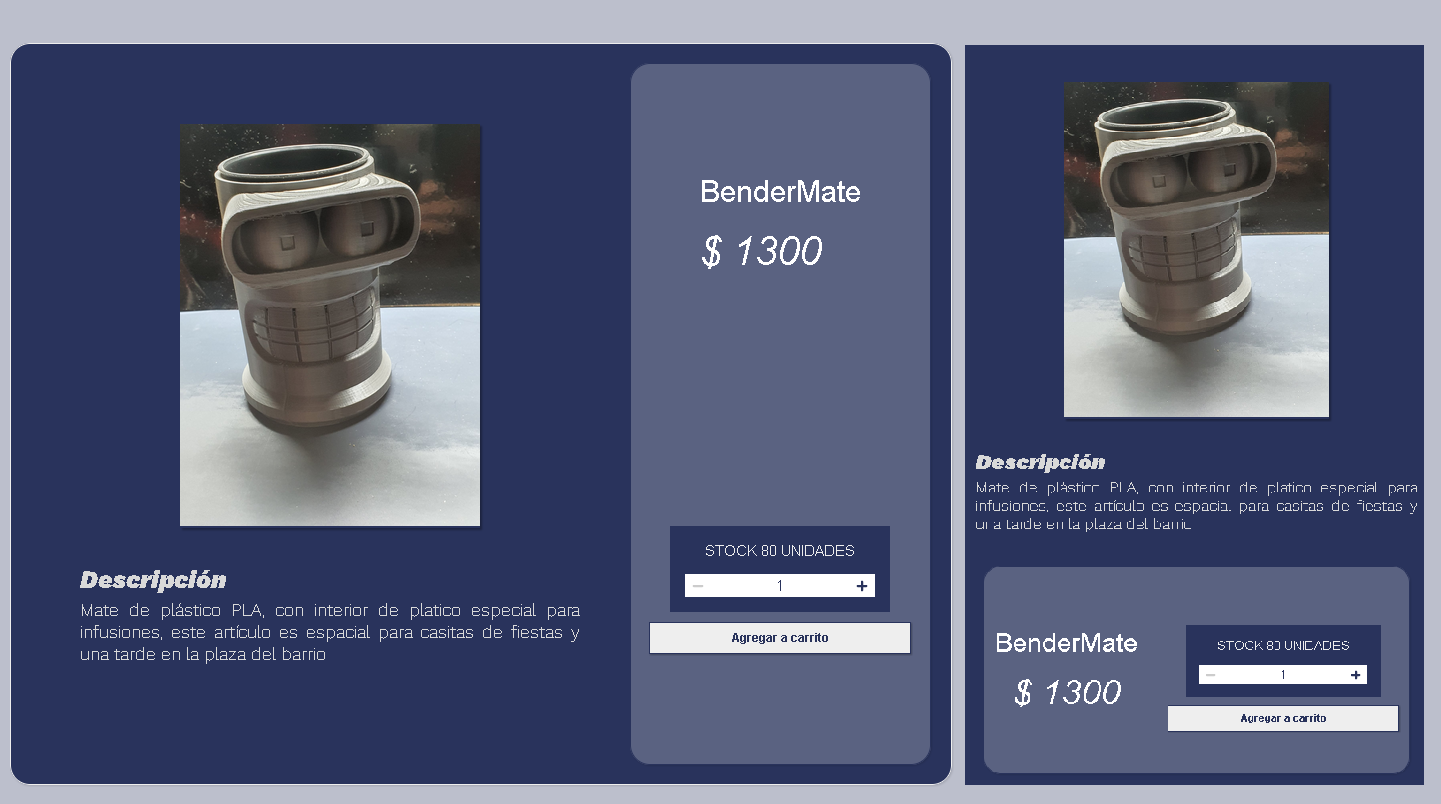 BenderMate
$ 1300
STOCK 80 UNIDADES
1
Agregar a carrito
Descripción
Mate de plástico PLA, con interior de platico especial para
infusiones, este artículo es espacial para casitas de fiestas y
una tarde en la plaza del barrio
Descripción
Mate de plástico PLA, con interior de platico especial para
infusiones, este artículo es espacial para casitas de fiestas y
una tarde en la plaza del barrio
BenderMate
$ 1300
STOCK 80 UNIDADES
1
Agregar a carrito